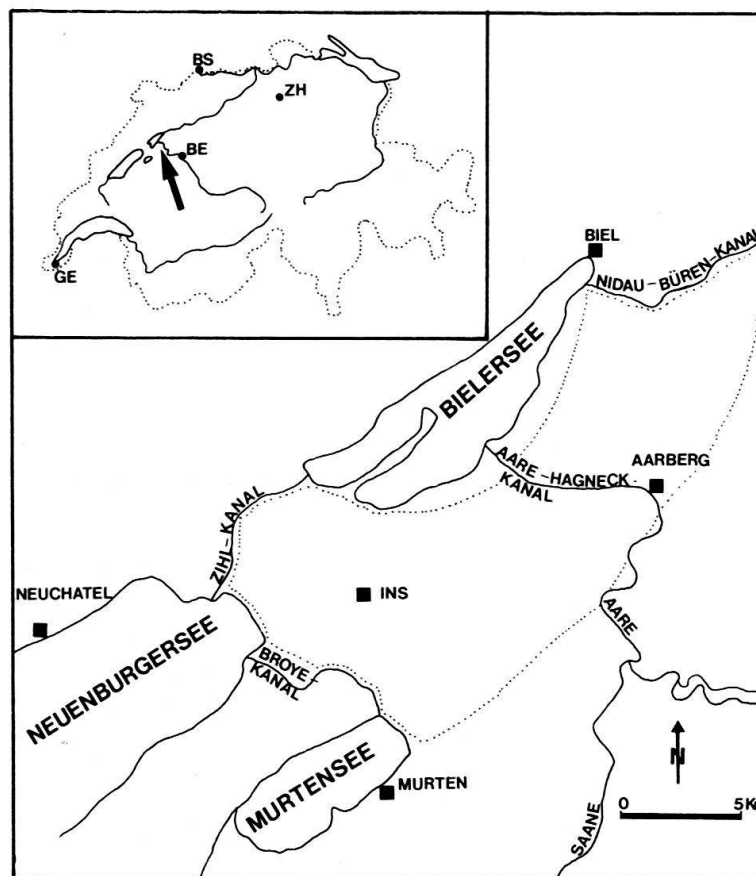 BS
ZH
BE
GE
BIEL
NIDAU-BÜREN-KANAL
BIELERSEE
AARE-HAGNECK
KANAL
AARBERG
ZIHL-KANAL
NEUCHATEL
INS
AARE
NEUENBURGERSEE
BROYE-
KANAL
MURTENSEE
MURTEN
SAANE
N
0 5K